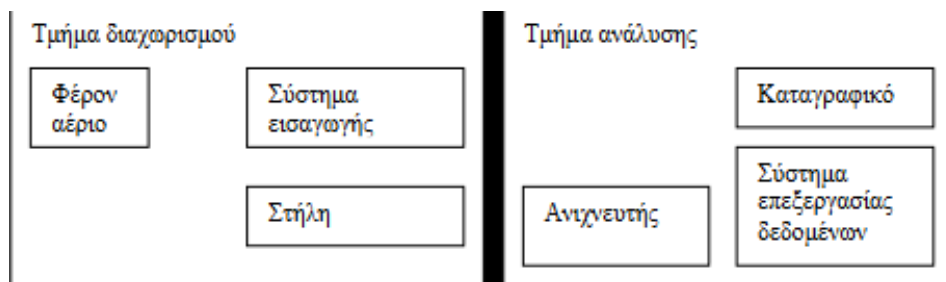 Τμήμα διαχωρισμού
Φέρον
αέριο
Σύστημα
εισαγωγής
Στήλη
Τμήμα ανάλυσης
Καταγραφικό
Ανιχνευτής
Σύστημα
επεξεργασίας
δεδομένων